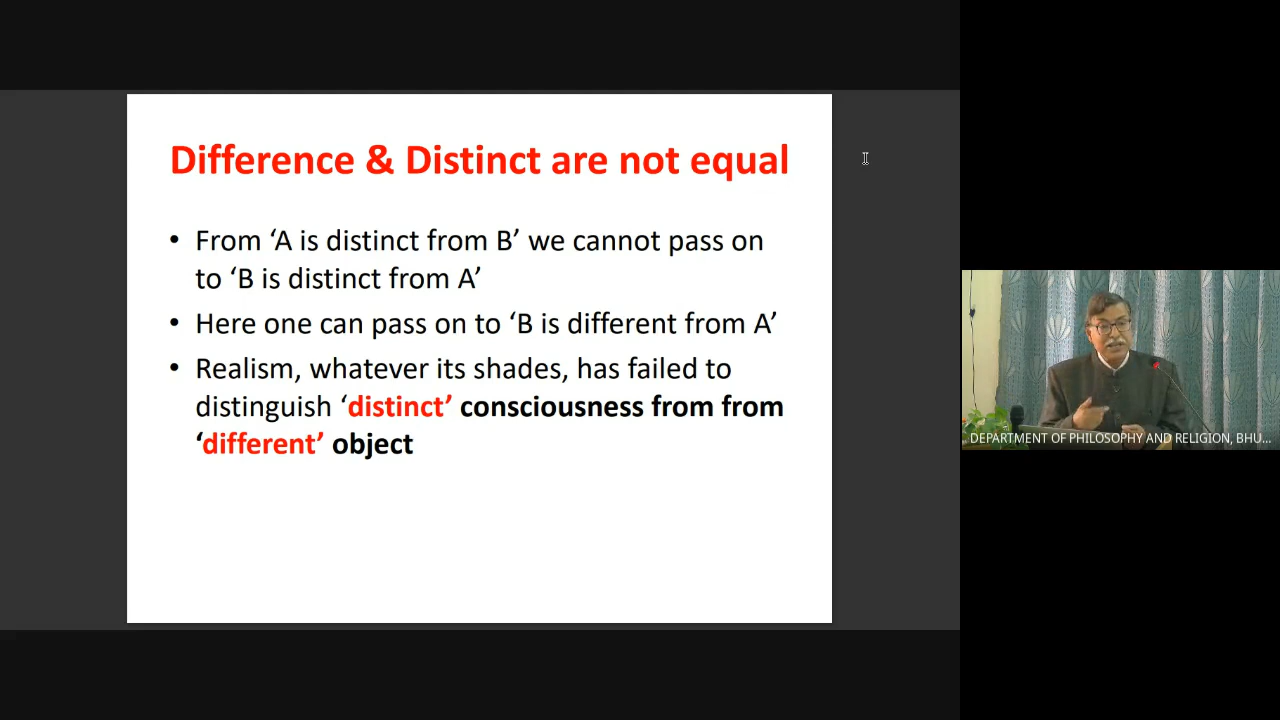 Difference & Distinct are not equal
• From ‘A is distinct from B’ we cannot pass on
to ‘B is distinct from A’
• Here one can pass on to ‘B is different from A’
• Realism, whatever its shades, has failed to
distinguish ‘distinct’ consciousness from from
‘different’ object
DEPARTMENT OF PHILOSOPHY AND RELIGION, BHU...